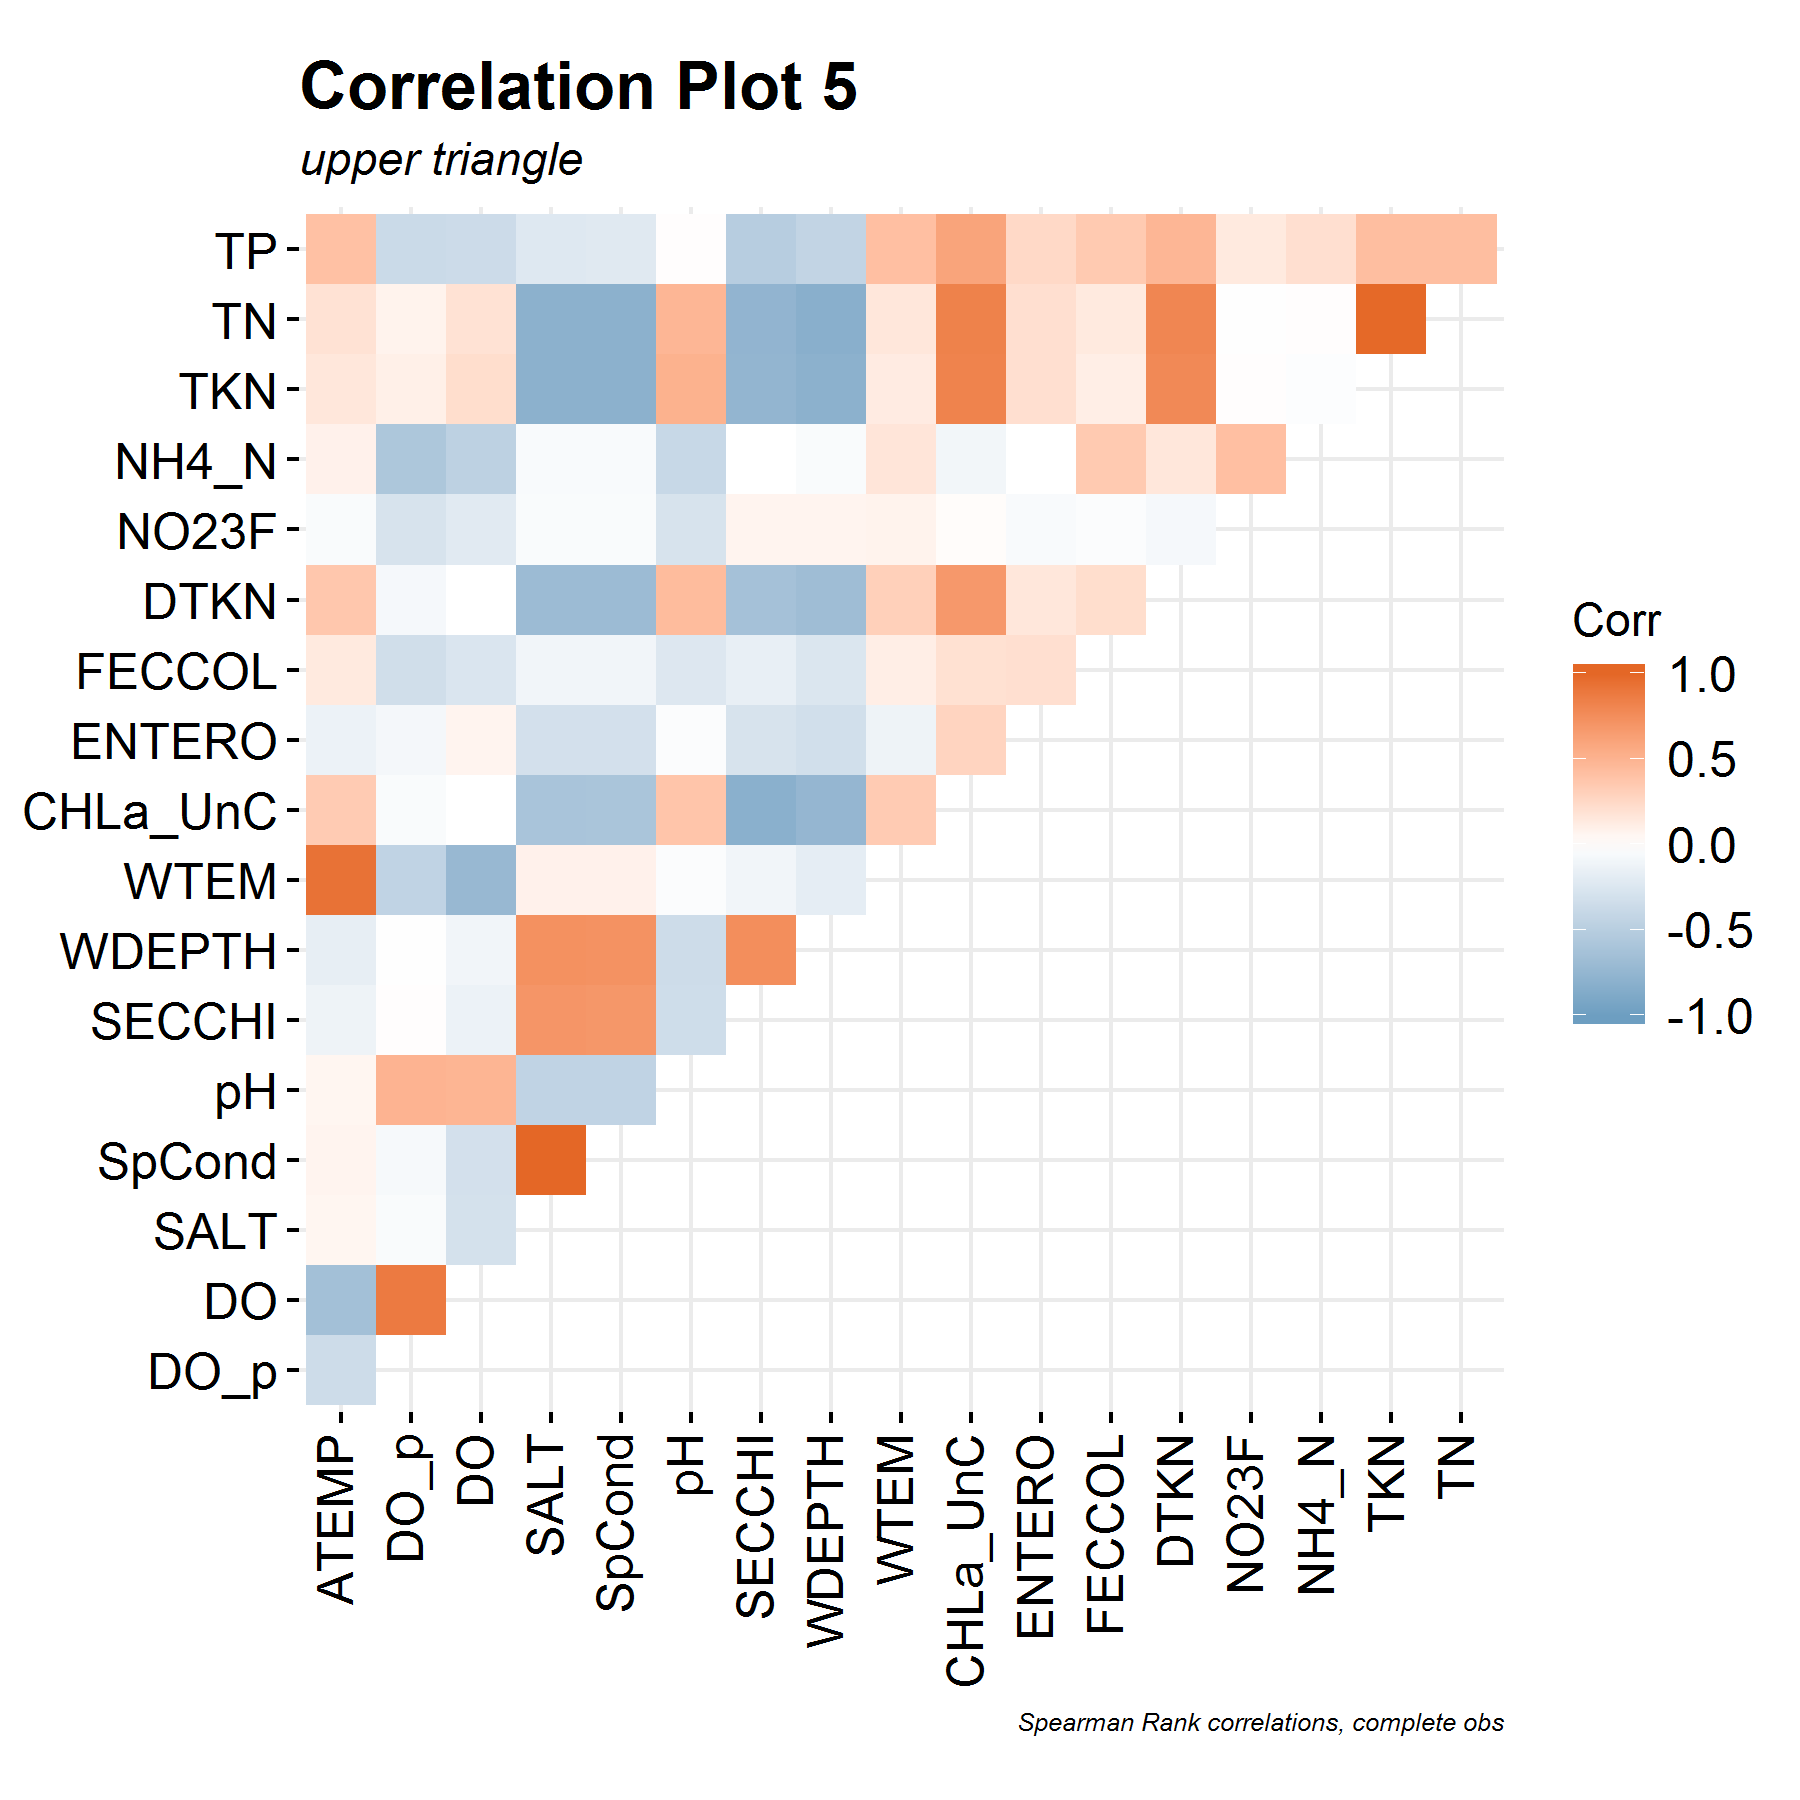 Correlation Plot 5
upper triangle
TP
TN
TKN
NH4_N
NO23F
DTKN
FECCOL
ENTERO
CHLa_UnC
WTEM
WDEPTH
SECCHI
pH
SpCond
SALT
DO
DO_p
ATEMP
DO_p
DO
SALT
SpCond
pH
SECCHI
WDEPTH
WTEM
CHLa_UnC
ENTERO
FECCOL
DTKN
NO23F
NH4_N
TKN
TN
Corr
1.0
0.5
0.0
-0.5
-1.0
Spearman Rank correlations, complete obs